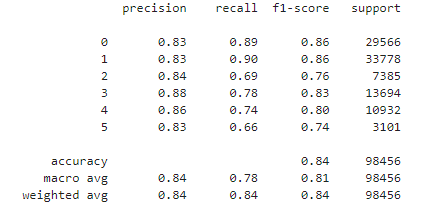 precision recall f1-score support
0 0.83 0.89 0.86 29566
1 0.83 0.90 0.86 33778
2 0.84 0.69 0.76 7385
3 0.88 0.78 0.83 13694
4 0.86 0.74 0.80 10932
5 0.83 0.66 0.74 3101
accuracy 0.84 98456
macro avg 0.84 0.78 0.81 98456
weighted avg 0.84 0.84 0.84 98456